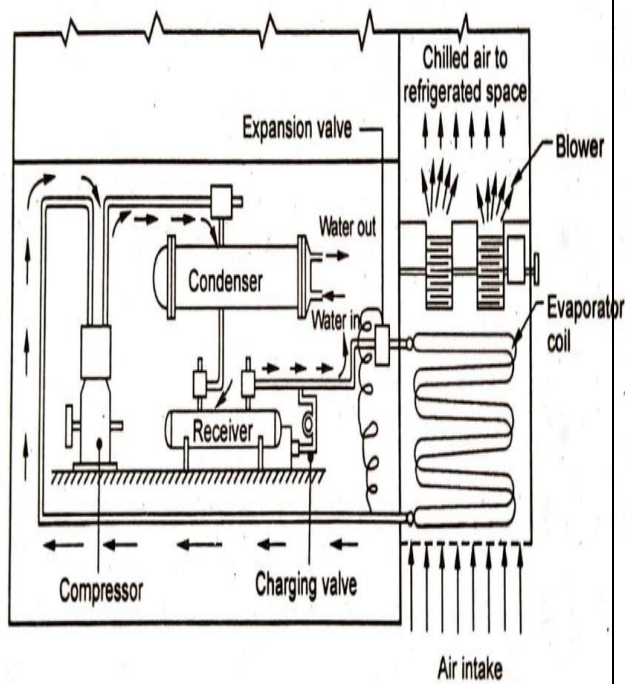 Chilled air to
refrigerated space
Expansion valve
Blower
Water out
Condenser
Evaporator
coil
Water in
Receiver
Compressor
Charging valve
Air intake